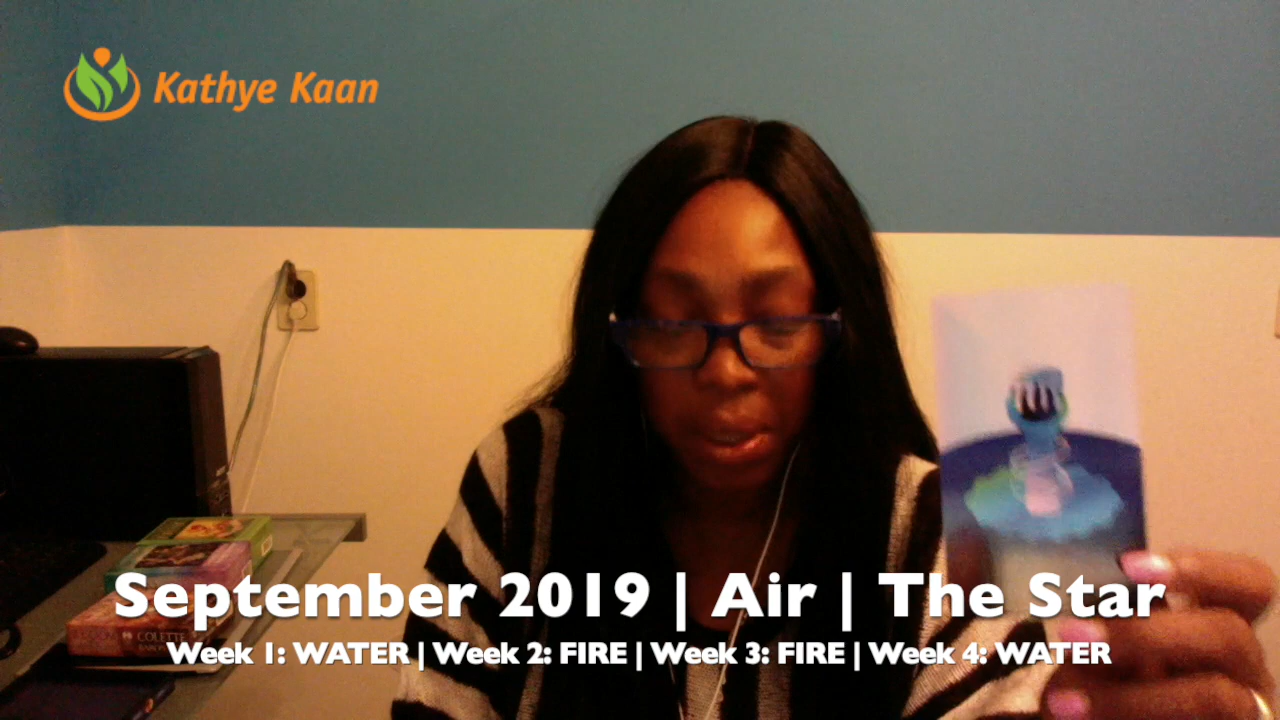 Kathye Kaan
September 2019 | Air | The Star
Week 1: WATER | Week 2: FIRE | Week 3: FIRE | Week 4: WATER
COLETTE